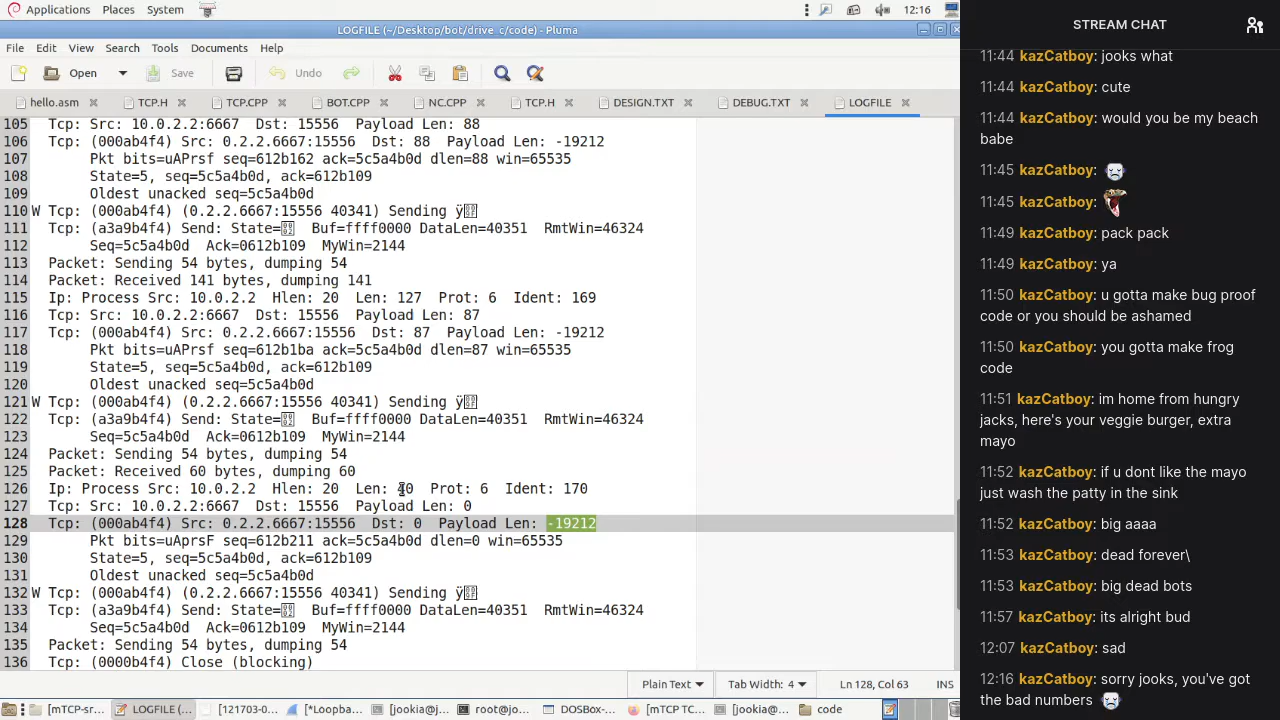 Applications Places System 12:16
LOGFILE (~/Desktop/bot/drive_c/code) - Pluma
File Edit View Search Tools Documents Help
Open Save Undo
hello.asm TCP.H TCP.CPP BOT.CPP NC.CPP TCP.H DESIGN.TXT DEBUG.TXT LOGFILE
105 Tcp: Src: 10.0.2.2:6667 Dst: 15556 Payload Len: 88
106 Tcp: (000ab4f4) Src: 0.2.2.6667:15556 Dst: 88 Payload Len: -19212
107 Pkt bits=uAPrsf seq=612b162 ack=5c5a4b0d dlen=88 win=65535
108 State=5, seq=5c5a4b0d, ack=612b109
109 Oldest unacked seq=5c5a4b0d
110 W Tcp: (000ab4f4) (0.2.2.6667:15556 40341) Sending ÿ
111 Tcp: (a3a9b4f4) Send: State= Buf=ffff0000 DataLen=40351 RmtWin=46324
112 Seq=5c5a4b0d Ack=0612b109 MyWin=2144
113 Packet: Sending 54 bytes, dumping 54
114 Packet: Received 141 bytes, dumping 141
115 Ip: Process Src: 10.0.2.2 Hlen: 20 Len: 127 Prot: 6 Ident: 169
116 Tcp: Src: 10.0.2.2:6667 Dst: 15556 Payload Len: 87
117 Tcp: (000ab4f4) Src: 0.2.2.6667:15556 Dst: 87 Payload Len: -19212
118 Pkt bits=uAPrsf seq=612b1ba ack=5c5a4b0d dlen=87 win=65535
119 State=5, seq=5c5a4b0d, ack=612b109
120 Oldest unacked seq=5c5a4b0d
121 W Tcp: (000ab4f4) (0.2.2.6667:15556 40341) Sending ÿ
122 Tcp: (a3a9b4f4) Send: State= Buf=ffff0000 DataLen=40351 RmtWin=46324
123 Seq=5c5a4b0d Ack=0612b109 MyWin=2144
124 Packet: Sending 54 bytes, dumping 54
125 Packet: Received 60 bytes, dumping 60
126 Ip: Process Src: 10.0.2.2 Hlen: 20 Len: 40 Prot: 6 Ident: 170
127 Tcp: Src: 10.0.2.2:6667 Dst: 15556 Payload Len: 0
128 Tcp: (000ab4f4) Src: 0.2.2.6667:15556 Dst: 0 Payload Len: -19212
129 Pkt bits=uAprsF seq=612b211 ack=5c5a4b0d dlen=0 win=65535
130 State=5, seq=5c5a4b0d, ack=612b109
131 Oldest unacked seq=5c5a4b0d
132 W Tcp: (000ab4f4) (0.2.2.6667:15556 40341) Sending ÿ
133 Tcp: (a3a9b4f4) Send: State= Buf=ffff0000 DataLen=40351 RmtWin=46324
134 Seq=5c5a4b0d Ack=0612b109 MyWin=2144
135 Packet: Sending 54 bytes, dumping 54
136 Tcp: (0000b4f4) Close (blocking)
Plain Text Tab Width: 4 Ln 128, Col 63 INS
[mTCP-sr... LOGFILE (... [121703-0... *[Loopba... [jookia@j... root@jo... DOSBox-... [mTCP TC... [jookia@j... code
STREAM CHAT
11:44 kazCatboy: jooks what
11:44 kazCatboy: cute
11:44 kazCatboy: would you be my beach
babe
11:45 kazCatboy:
11:45 kazCatboy:
11:49 kazCatboy: pack pack
11:49 kazCatboy: ya
11:50 kazCatboy: u gotta make bug proof
code or you should be ashamed
11:50 kazCatboy: you gotta make frog
code
11:51 kazCatboy: im home from hungry
jacks, here's your veggie burger, extra
mayo
11:52 kazCatboy: if u dont like the mayo
just wash the patty in the sink
11:52 kazCatboy: big aaaa
11:53 kazCatboy: dead forever\
11:53 kazCatboy: big dead bots
11:57 kazCatboy: its alright bud
12:07 kazCatboy: sad
12:16 kazCatboy: sorry jooks, you've got
the bad numbers